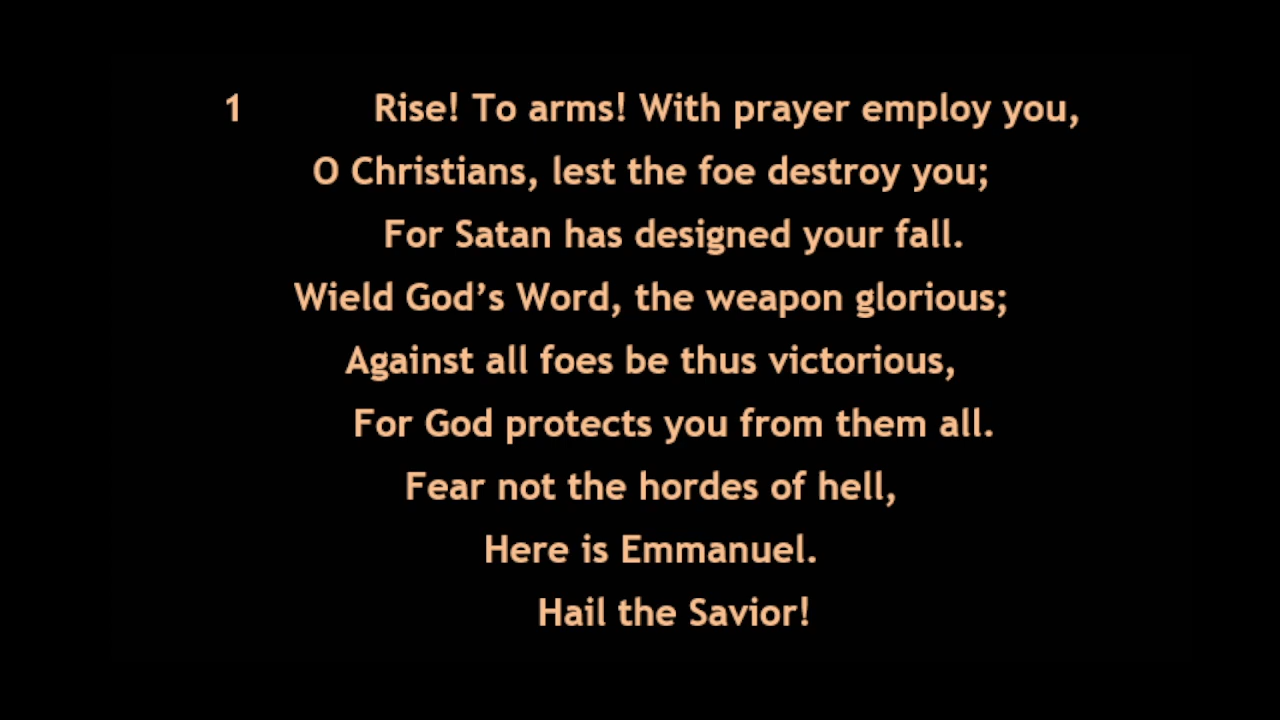 1 Rise! To arms! With prayer employ you,
O Christians, lest the foe destroy you;
For Satan has designed your fall.
Wield God’s Word, the weapon glorious;
Against all foes be thus victorious,
For God protects you from them all.
Fear not the hordes of hell,
Here is Emmanuel.
Hail the Savior!